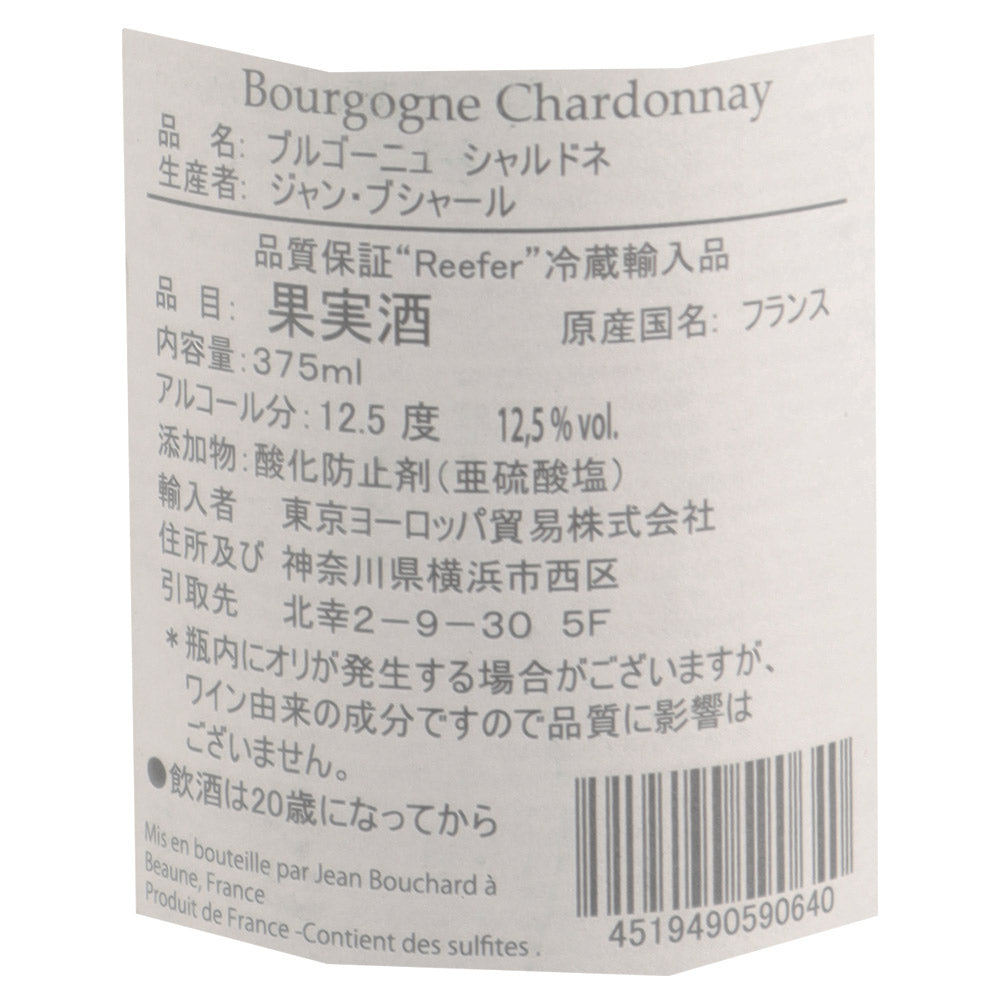 Bourgogne Chardonnay
品　名: ブルゴーニュ　シャルドネ
生産者: ジャン・ブシャール
品質保証“Reefer”冷蔵輸入品
品　目: 果実酒　原産国名: フランス
内容量:375ml
アルコール分:12.5 度　12,5 % vol.
添加物:酸化防止剤(亜硫酸塩)
輸入者　東京ヨーロッパ貿易株式会社
住所及び　神奈川県横浜市西区
引取先　北幸2－9－30　5F
*瓶内にオリが発生する場合がございますが、
ワイン由来の成分ですので品質に影響は
ございません。
●飲酒は20歳になってから
Mis en bouteille par Jean Bouchard à
Beaune, France
Produit de France -Contient des sulfites .
4519490590640